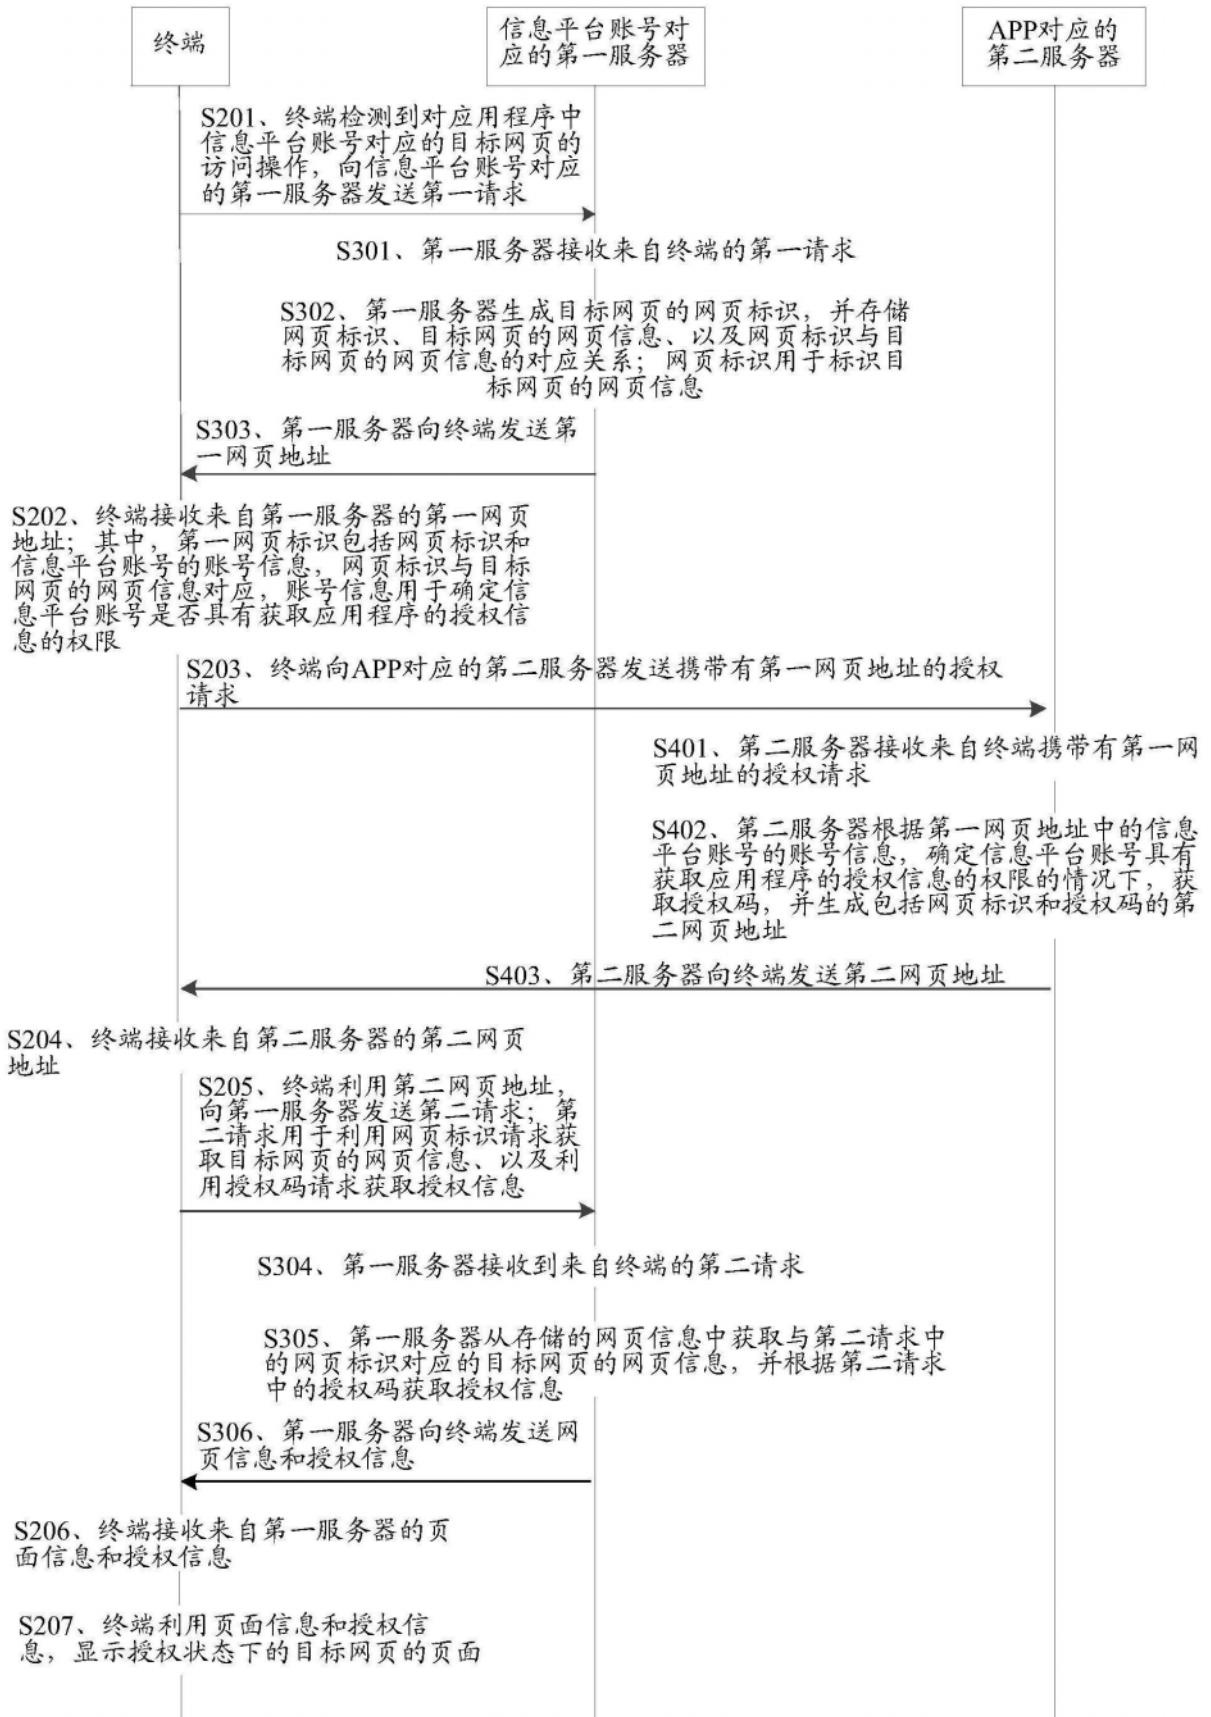 终端
信息平台账号对
应的第一服务器
APP对应的
第二服务器
S201、终端检测到对应用程序中
信息平台账号对应的目标网页的
访问操作，向信息平台账号对应
的第一服务器发送第一请求
S301、第一服务器接收来自终端的第一请求
S302、第一服务器生成目标网页的网页标识，并存储
网页标识、目标网页的网页信息、以及网页标识与目
标网页的网页信息的对应关系；网页标识用于标识目
标网页的网页信息
S303、第一服务器向终端发送第
一网页地址
S202、终端接收来自第一服务器的第一网页
地址；其中，第一网页标识包括网页标识和
信息平台账号的账号信息，网页标识与目标
网页的网页信息对应，账号信息用于确定信
息平台账号是否具有获取应用程序的授权信
息的权限
S203、终端向APP对应的第二服务器发送携带有第一网页地址的授权
请求
S401、第二服务器接收来自终端携带有第一网
页地址的授权请求
S402、第二服务器根据第一网页地址中的信息
平台账号的账号信息，确定信息平台账号具有
获取应用程序的授权信息的权限的情况下，获
取授权码，并生成包括网页标识和授权码的第
二网页地址
S403、第二服务器向终端发送第二网页地址
S204、终端接收来自第二服务器的第二网页
地址
S205、终端利用第二网页地址，
向第一服务器发送第二请求；第
二请求用于利用网页标识请求获
取目标网页的网页信息、以及利
用授权码请求获取授权信息
S304、第一服务器接收到来自终端的第二请求
S305、第一服务器从存储的网页信息中获取与第二请求中
的网页标识对应的目标网页的网页信息，并根据第二请求
中的授权码获取授权信息
S306、第一服务器向终端发送网
页信息和授权信息
S206、终端接收来自第一服务器的页
面信息和授权信息
S207、终端利用页面信息和授权信
息，显示授权状态下的目标网页的页面